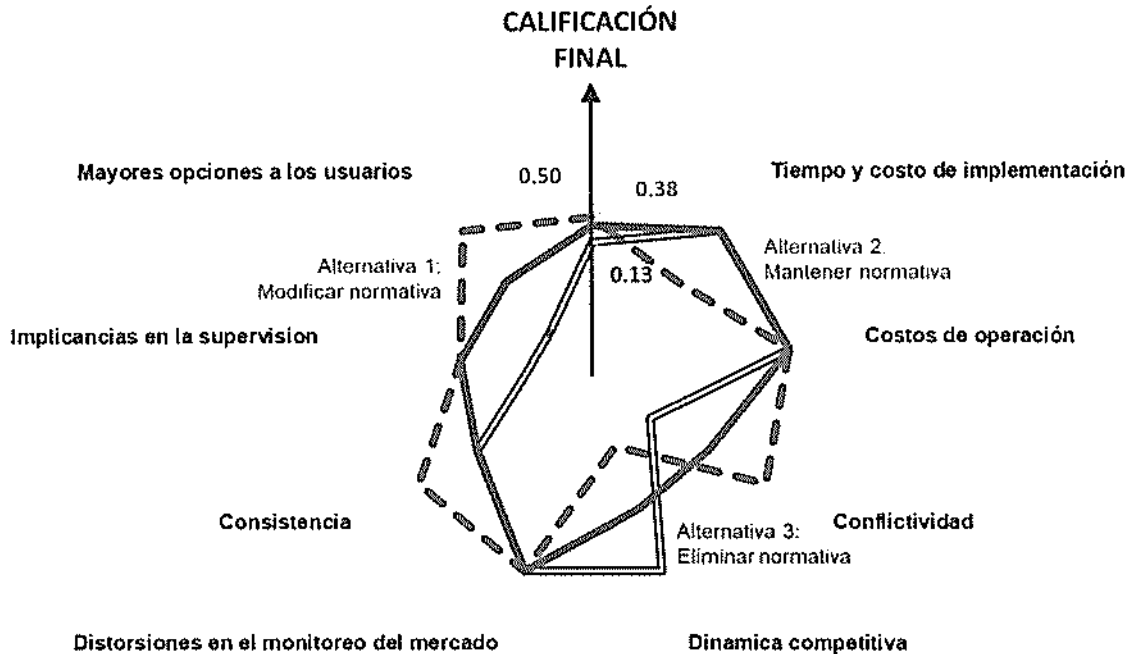 CALIFICACIÓN
FINAL
Mayores opciones a los usuarios
0.50
0.38
Tiempo y costo de implementación
Alternativa 1:
Modificar normativa
0.13
Alternativa 2.
Mantener normativa
Implicancias en la supervision
Costos de operación
Consistencia
Alternativa 3:
Eliminar normativa
Conflictividad
Distorsiones en el monitoreo del mercado
Dinamica competitiva